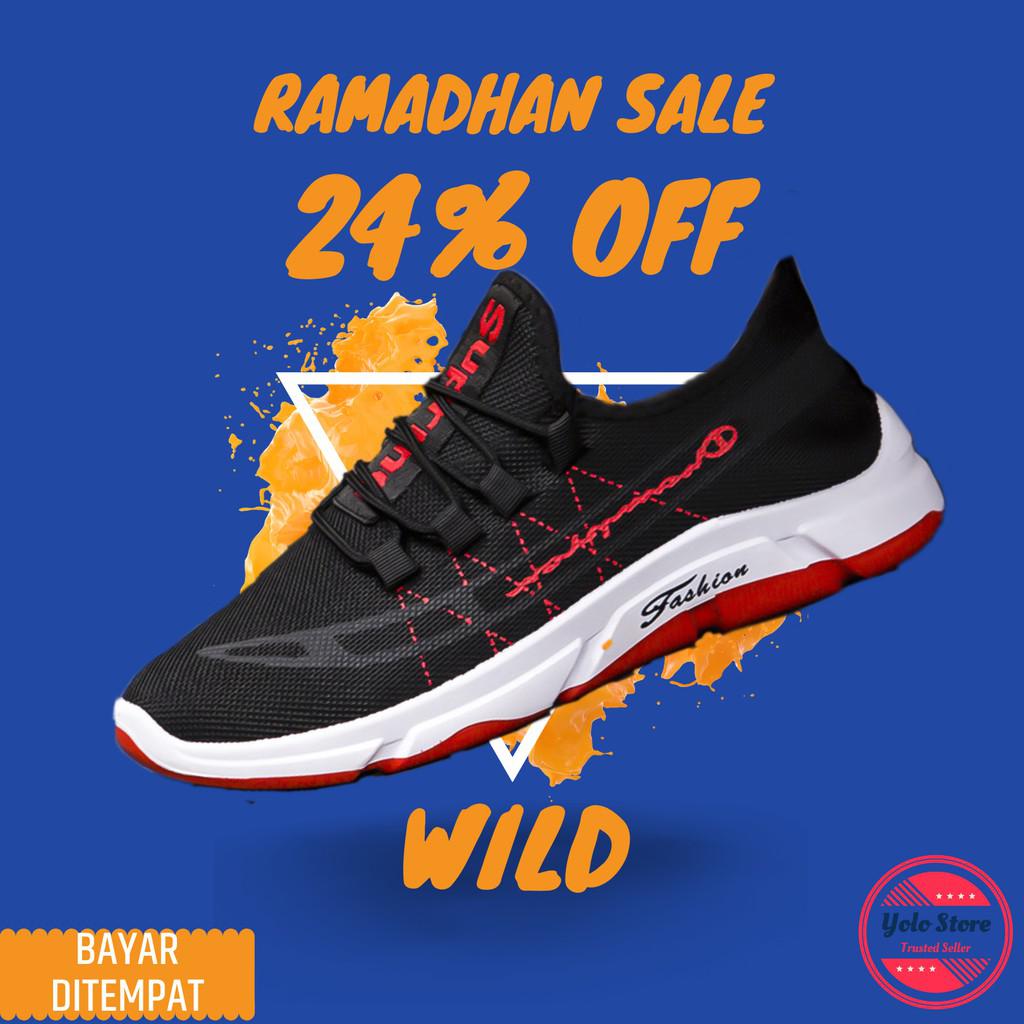 RAMADHAN SALE
24% OFF
Fashion
WILD
BAYAR
DITEMPAT
Yolo Store
Trusted Seller